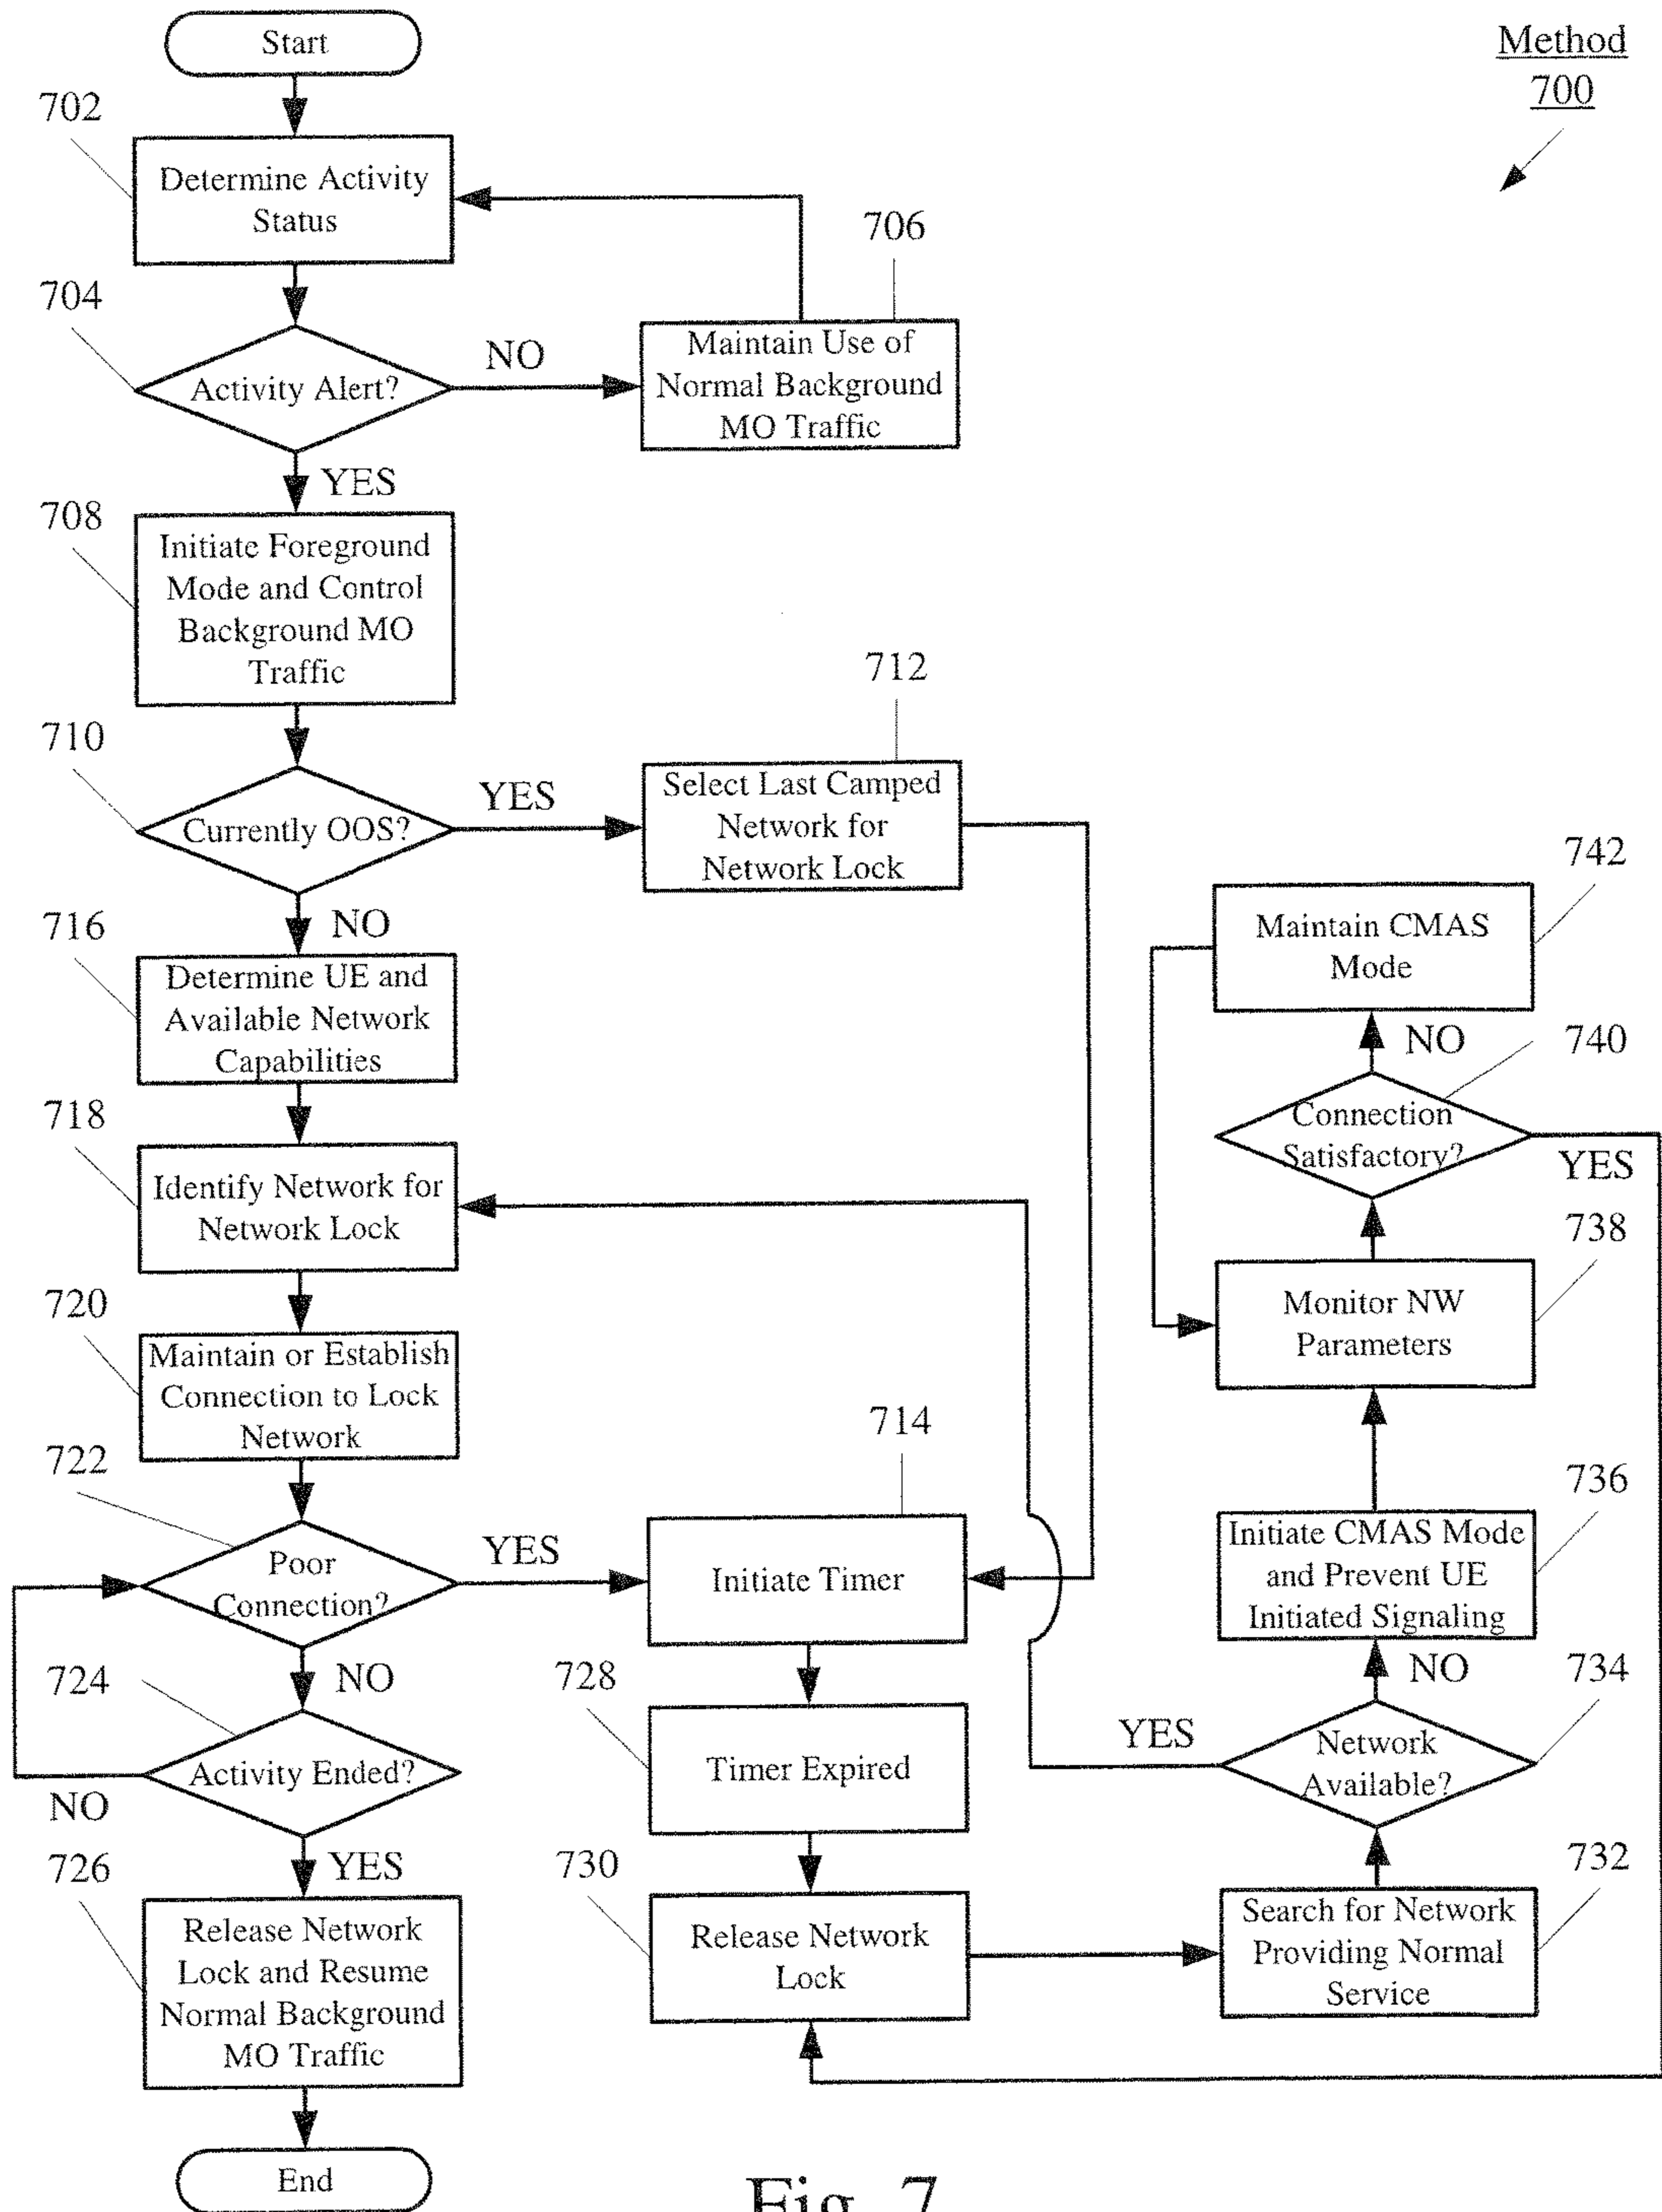 Start
Method
700
702
Determine Activity
Status
706
704
Activity Alert?
NO
Maintain Use of
Normal Background
MO Traffic
YES
708
Initiate Foreground
Mode and Control
Background MO
Traffic
710
Currently OOS?
YES
712
Select Last Camped
Network for
Network Lock
NO
716
Determine UE and
Available Network
Capabilities
718
Identify Network for
Network Lock
720
Maintain or Establish
Connection to Lock
Network
722
Poor
Connection?
YES
714
Initiate Timer
NO
724
Activity Ended?
NO
YES
726
Release Network
Lock and Resume
Normal Background
MO Traffic
End
728
Timer Expired
730
Release Network
Lock
732
Search for Network
Providing Normal
Service
734
Network
Available?
YES
NO
736
Initiate CMAS Mode
and Prevent UE
Initiated Signaling
738
Monitor NW
Parameters
740
Connection
Satisfactory?
YES
NO
742
Maintain CMAS
Mode
Fig. 7